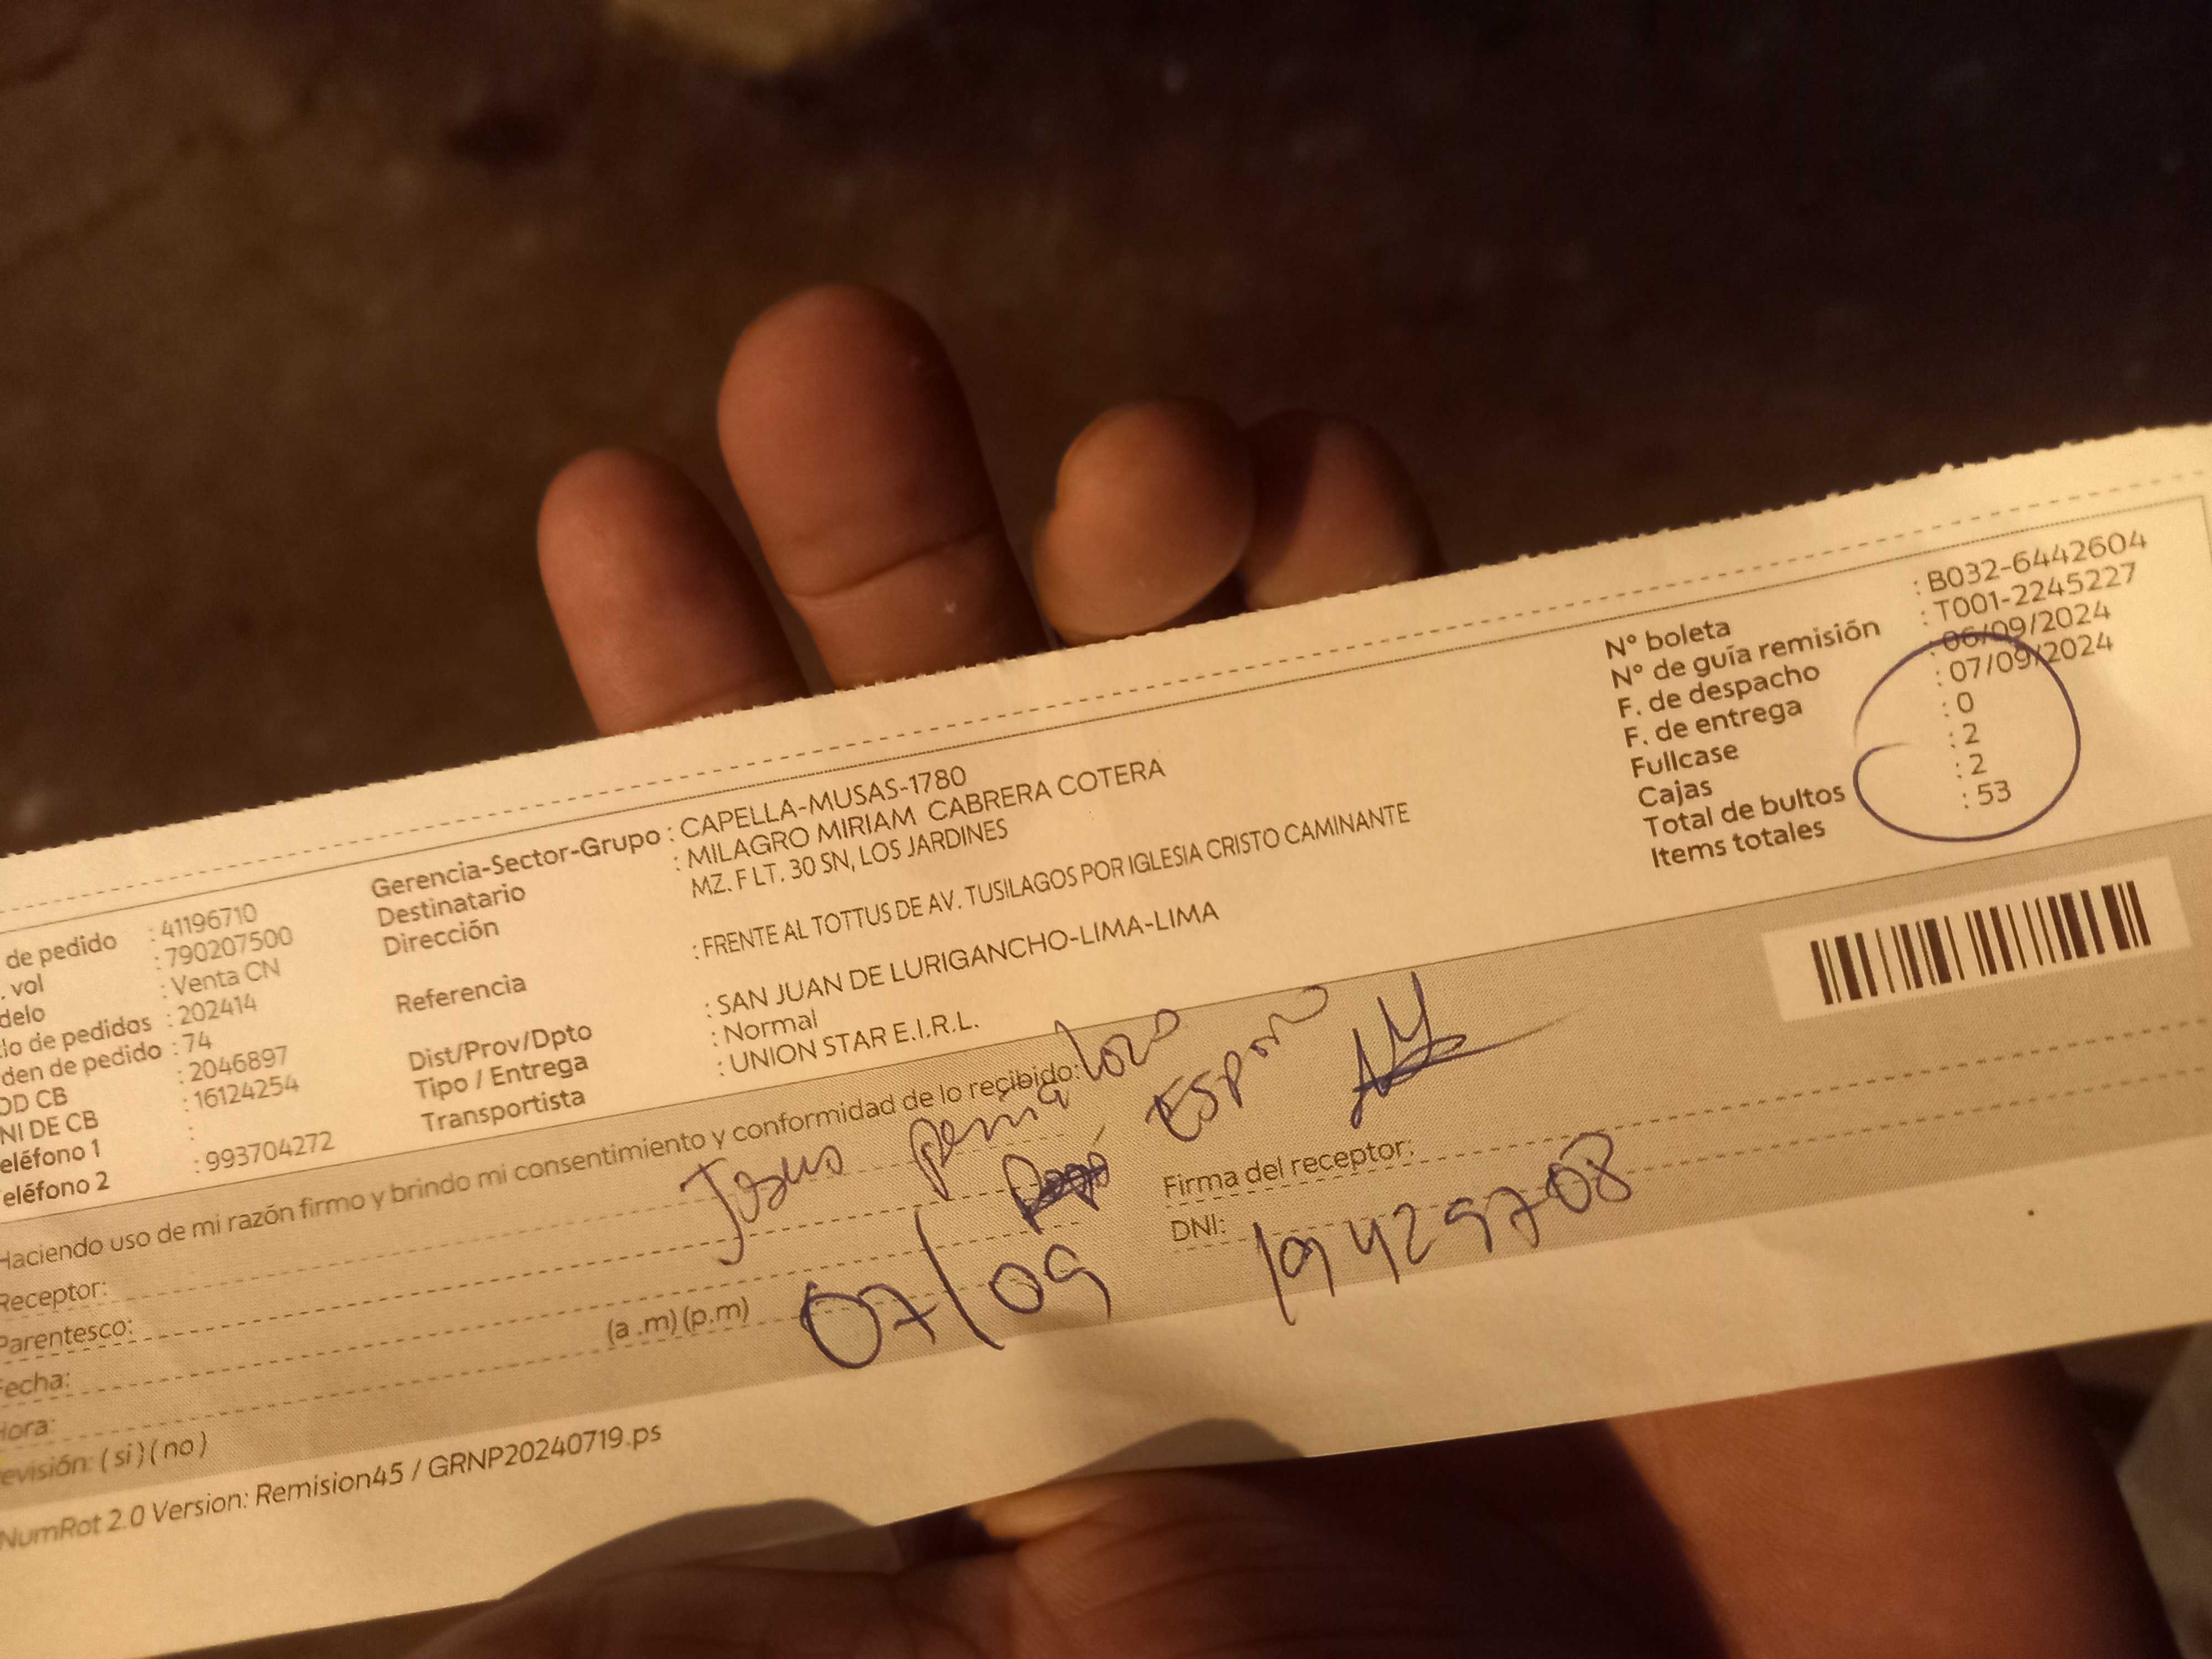 de pedido : 41196710
. vol : 790207500
delo : Venta CN
lo de pedidos : 202414
den de pedido : 74
OD CB : 2046897
NI DE CB : 16124254
eléfono 1 :
eléfono 2 : 993704272
Gerencia-Sector-Grupo : CAPELLA-MUSAS-1780
Destinatario : MILAGRO MIRIAM CABRERA COTERA
Dirección MZ. F LT. 30 SN, LOS JARDINES
Referencia : FRENTE AL TOTTUS DE AV. TUSILAGOS POR IGLESIA CRISTO CAMINANTE
Dist/Prov/Dpto : SAN JUAN DE LURIGANCHO-LIMA-LIMA
Tipo / Entrega : Normal
Transportista : UNION STAR E.I.R.L.
N° boleta : B032-6442604
N° de guía remisión : T001-2245227
F. de despacho : 06/09/2024
F. de entrega : 07/09/2024
Fullcase : 0
Cajas : 2
Total de bultos : 2
Items totales : 53
Haciendo uso de mi razón firmo y brindo mi consentimiento y conformidad de lo recibido:
Receptor: Jesus
Parentesco:
Fecha: 07/09
Hora: (a.m) (p.m)
evisión: ( si ) ( no )
Firma del receptor:
DNI: 19429708
NumRot 2.0 Version: Remision45 / GRNP20240719.ps